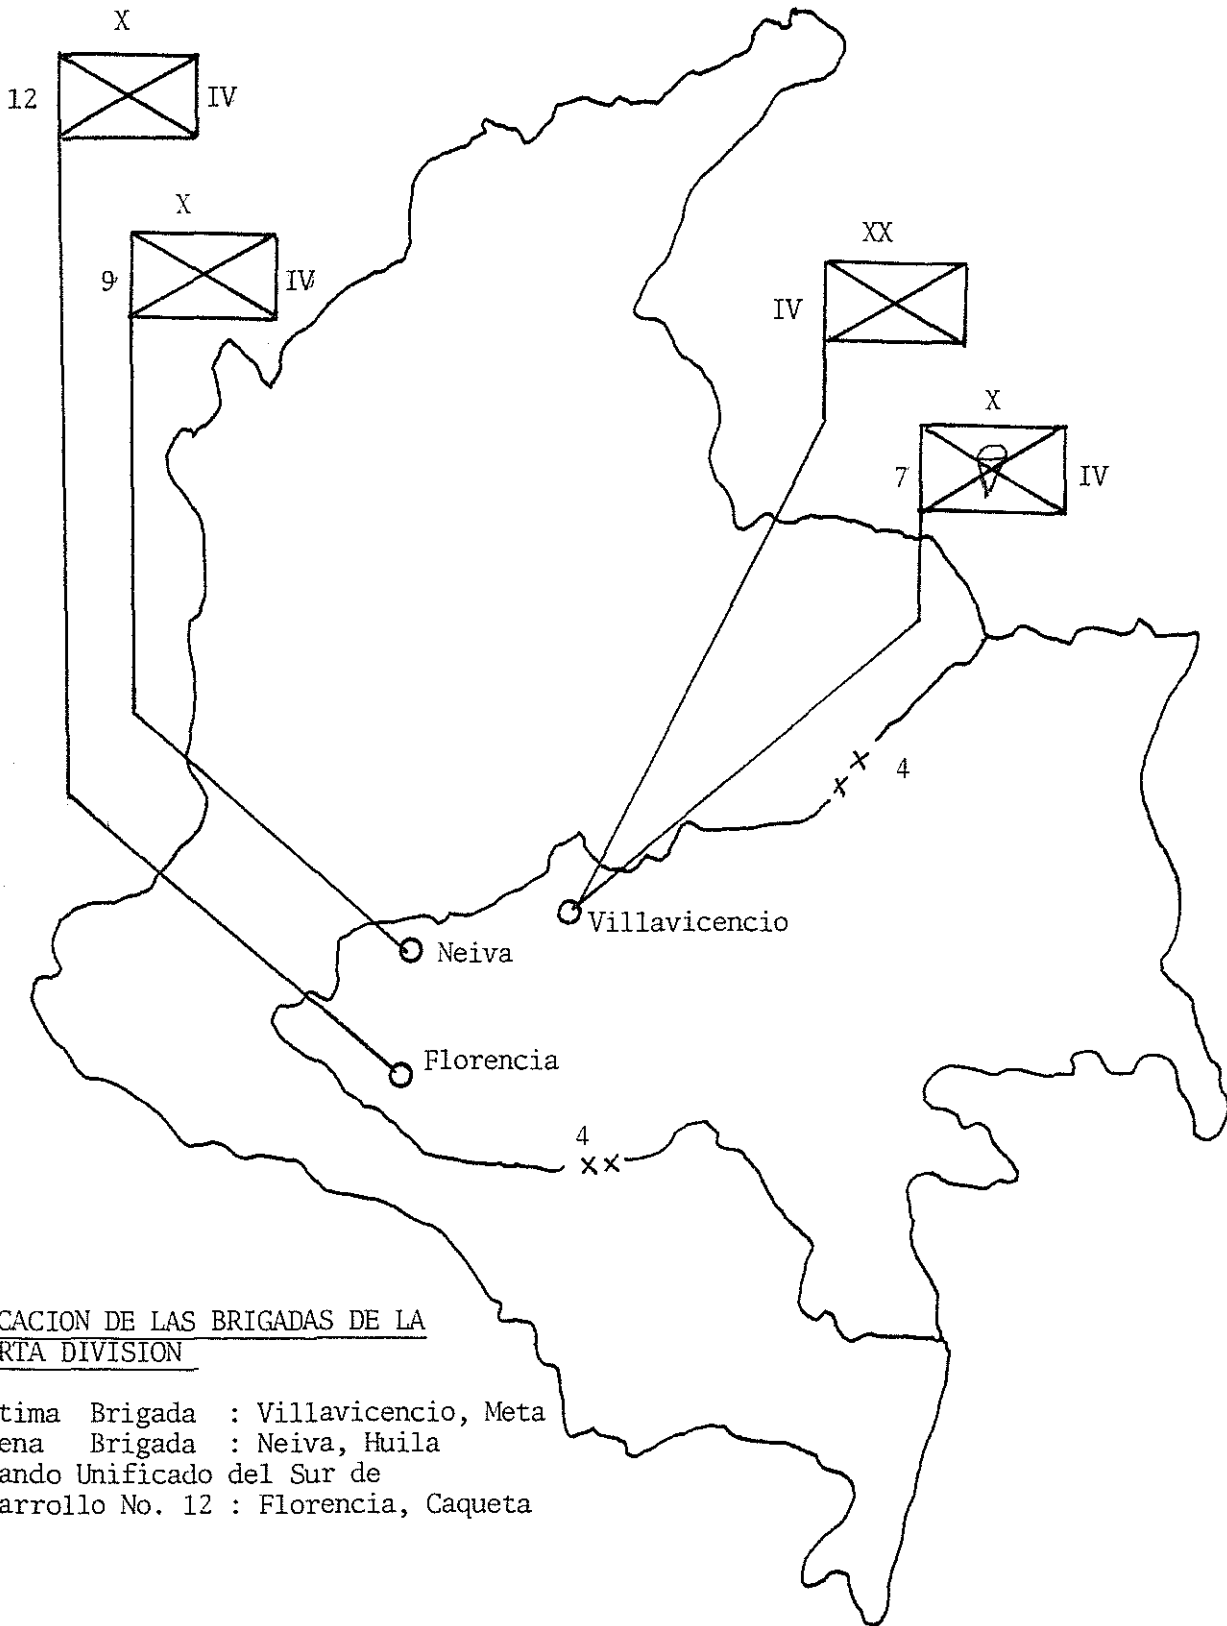 X
12 IV
X
9 IV
XX
IV
X
7 IV
4
Villavicencio
Neiva
Florencia
4
XX
CACION DE LAS BRIGADAS DE LA
RTA DIVISION
tima Brigada : Villavicencio, Meta
ena Brigada : Neiva, Huila
ando Unificado del Sur de
arrollo No. 12 : Florencia, Caqueta